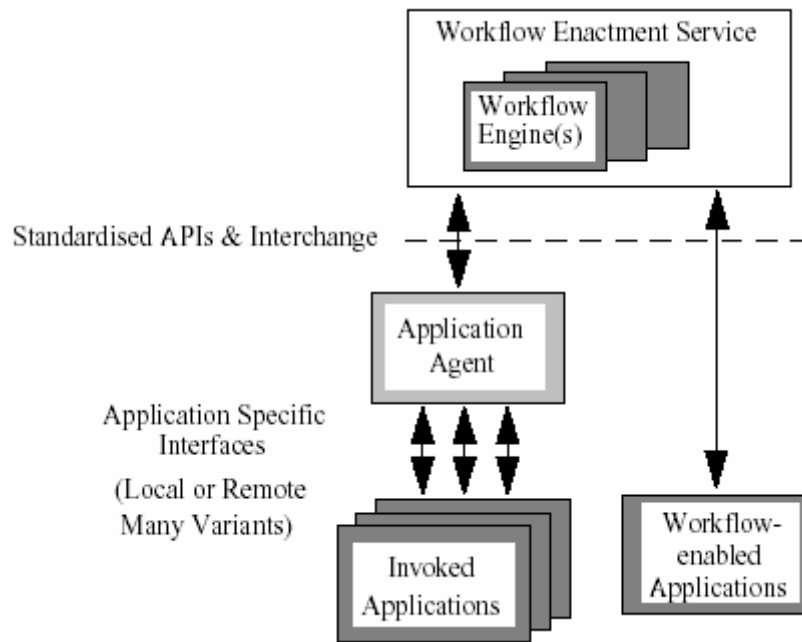 Workflow Enactment Service
Workflow
Engine(s)
Standardised APIs & Interchange
Application
Agent
Application Specific
Interfaces
(Local or Remote
Many Variants)
Invoked
Applications
Workflow-
enabled
Applications